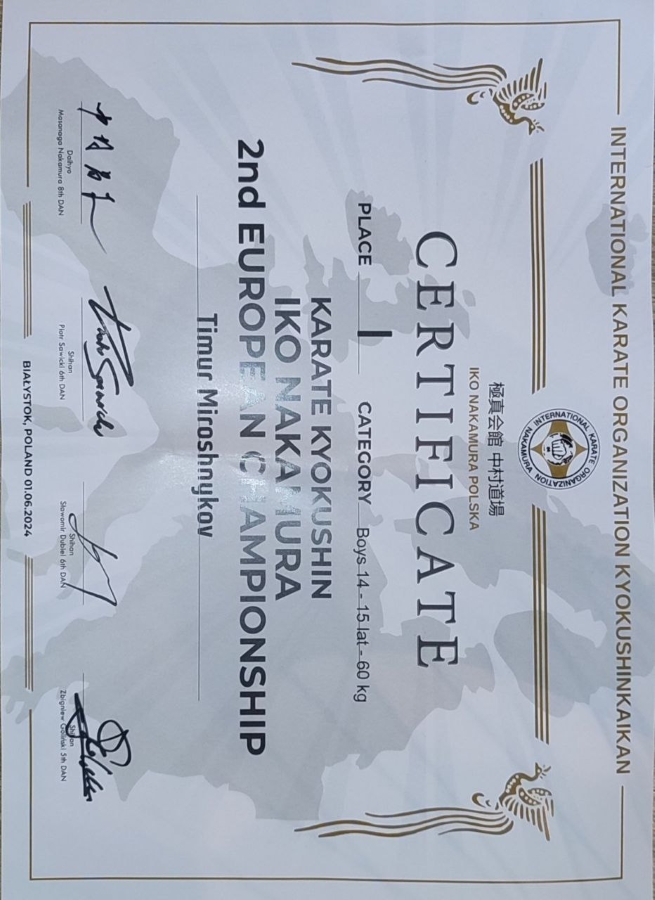 INTERNATIONAL KARATE ORGANIZATION KYOKUSHINKAIKAN
INTERNATIONAL KARATE ORGANIZATION NAKAMURA
極真会館 中村道場
IKO NAKAMURA POLSKA
CERTIFICATE
PLACE I CATEGORY Boys 14 - 15 lat - 60 kg
KARATE KYOKUSHIN
IKO NAKAMURA
2nd EUROPEAN CHAMPIONSHIP
Timur Miroshnykov
Daihyo
Masanaga Nakamura 8th DAN
Shihan
Piotr Sawicki 6th DAN
Shihan
Sławomir Dubiel 6th DAN
Shihan
Zbigniew 5th DAN
BIAŁYSTOK, POLAND 01.06.2024